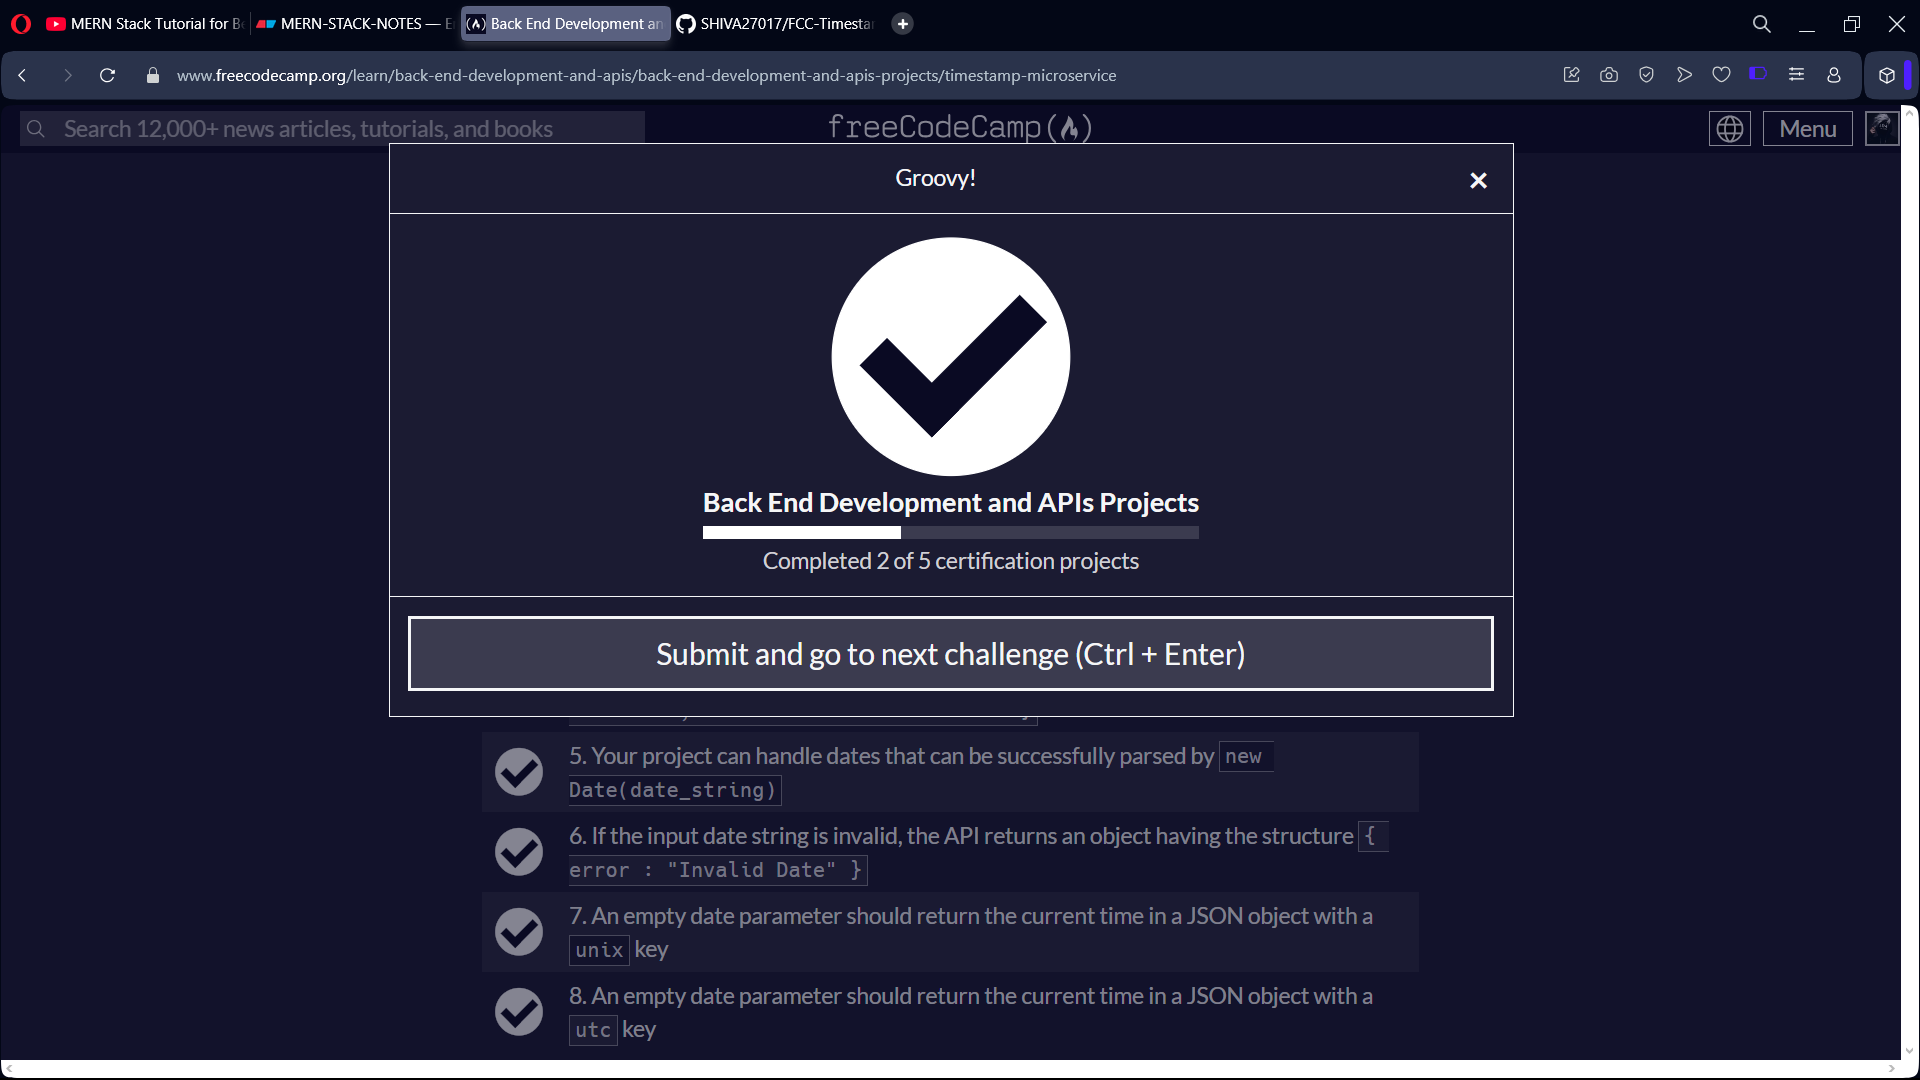 MERN Stack Tutorial for Be
MERN-STACK-NOTES — E
Back End Development an
SHIVA27017/FCC-Timesta
www.freecodecamp.org/learn/back-end-development-and-apis/back-end-development-and-apis-projects/timestamp-microservice
Search 12,000+ news articles, tutorials, and books
freeCodeCamp
Menu
Groovy!
Back End Development and APIs Projects
Completed 2 of 5 certification projects
Submit and go to next challenge (Ctrl + Enter)
5. Your project can handle dates that can be successfully parsed by new
Date(date_string)
6. If the input date string is invalid, the API returns an object having the structure {
error : "Invalid Date" }
7. An empty date parameter should return the current time in a JSON object with a
unix key
8. An empty date parameter should return the current time in a JSON object with a
utc key